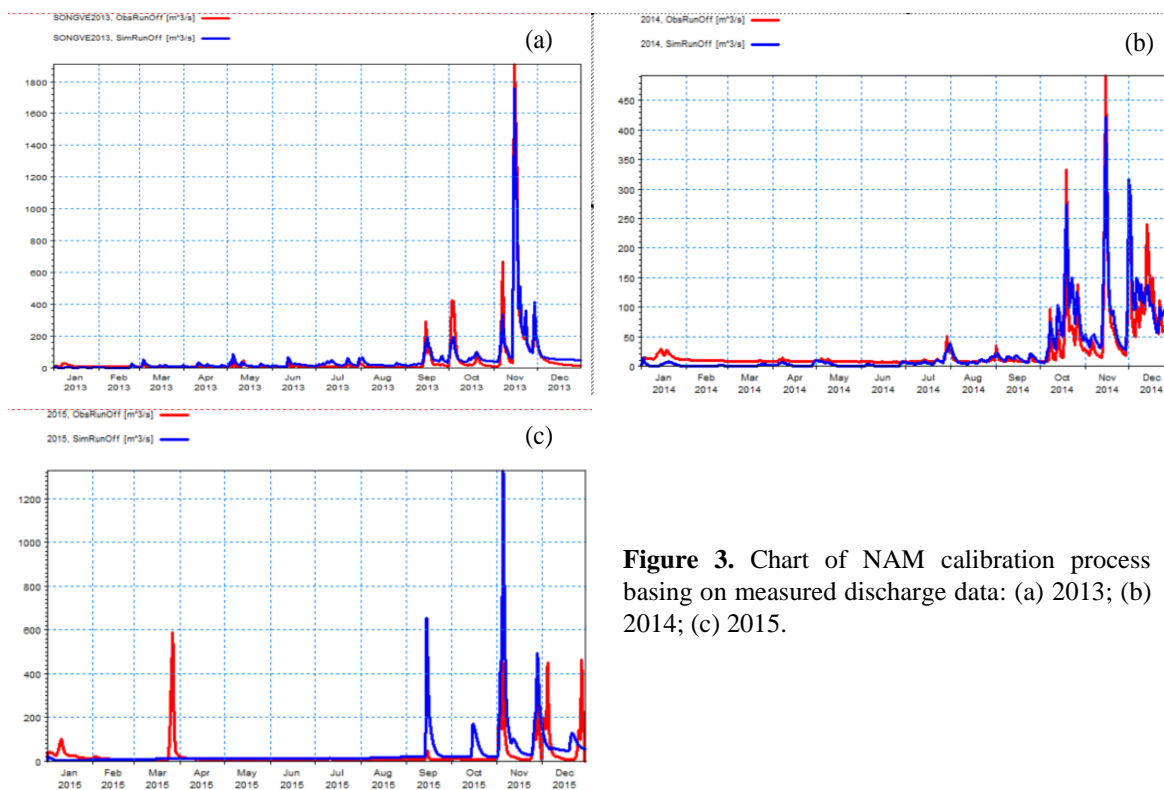 SONGVE2013, ObsRunOff [m^3/s]
SONGVE2013, SimRunOff [m^3/s]
(a)
1800
1600
1400
1200
1000
800
600
400
200
0
Jan Feb Mar Apr May Jun Jul Aug Sep Oct Nov Dec
2013 2013 2013 2013 2013 2013 2013 2013 2013 2013 2013 2013
2014, ObsRunOff [m^3/s]
2014, SimRunOff [m^3/s]
(b)
450
400
350
300
250
200
150
100
50
0
Jan Feb Mar Apr May Jun Jul Aug Sep Oct Nov Dec
2014 2014 2014 2014 2014 2014 2014 2014 2014 2014 2014 2014
2015, ObsRunOff [m^3/s]
2015, SimRunOff [m^3/s]
(c)
1200
1000
800
600
400
200
0
Jan Feb Mar Apr May Jun Jul Aug Sep Oct Nov Dec
2015 2015 2015 2015 2015 2015 2015 2015 2015 2015 2015 2015
Figure 3. Chart of NAM calibration process
basing on measured discharge data: (a) 2013; (b)
2014; (c) 2015.